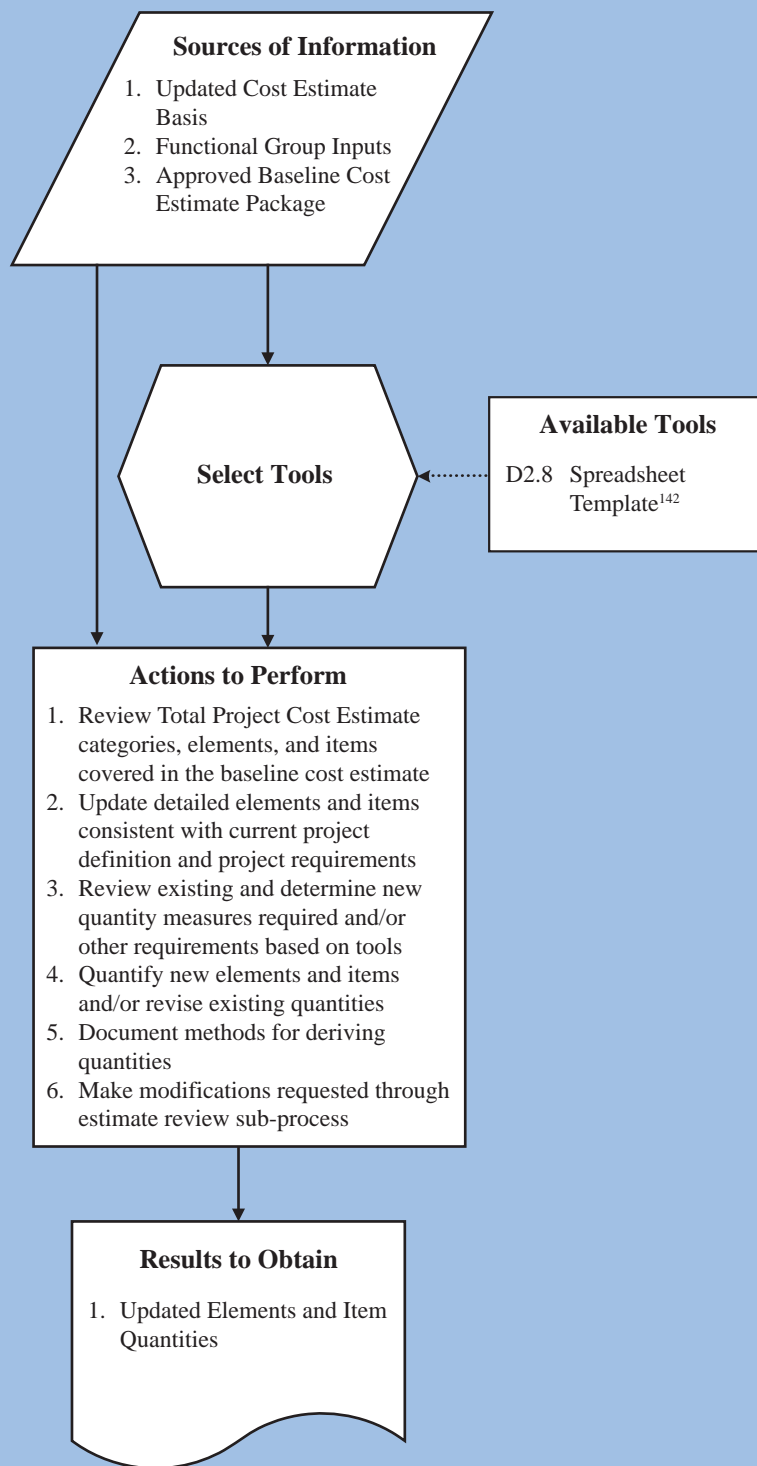 Sources of Information
1. Updated Cost Estimate
Basis
2. Functional Group Inputs
3. Approved Baseline Cost
Estimate Package
Select Tools
Available Tools
D2.8 Spreadsheet
Template¹⁴²
Actions to Perform
1. Review Total Project Cost Estimate
categories, elements, and items
covered in the baseline cost estimate
2. Update detailed elements and items
consistent with current project
definition and project requirements
3. Review existing and determine new
quantity measures required and/or
other requirements based on tools
4. Quantify new elements and items
and/or revise existing quantities
5. Document methods for deriving
quantities
6. Make modifications requested through
estimate review sub-process
Results to Obtain
1. Updated Elements and Item
Quantities